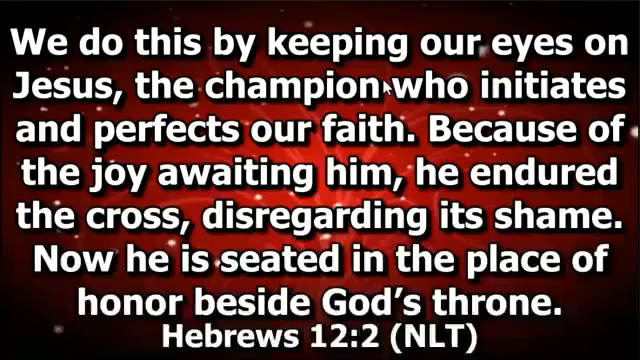 We do this by keeping our eyes on
Jesus, the champion who initiates
and perfects our faith. Because of
the joy awaiting him, he endured
the cross, disregarding its shame.
Now he is seated in the place of
honor beside God’s throne.
Hebrews 12:2 (NLT)